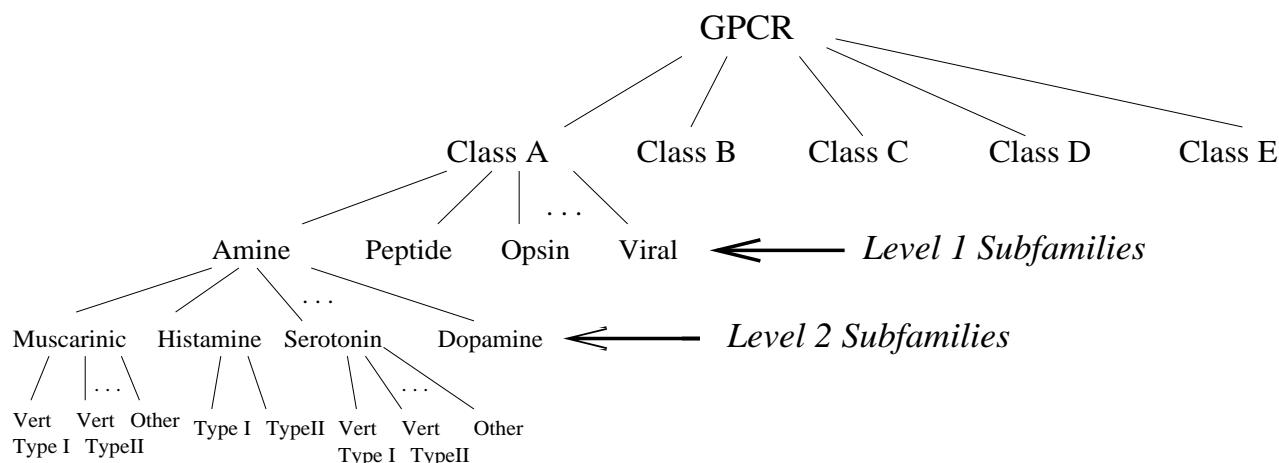 GPCR
Class A Class B Class C Class D Class E
. . .
Amine Peptide Opsin Viral Level 1 Subfamilies
. . .
Muscarinic Histamine Serotonin Dopamine Level 2 Subfamilies
. . . . . .
Vert Vert Other Type I TypeII Vert Vert Other
Type I TypeII Type I TypeII